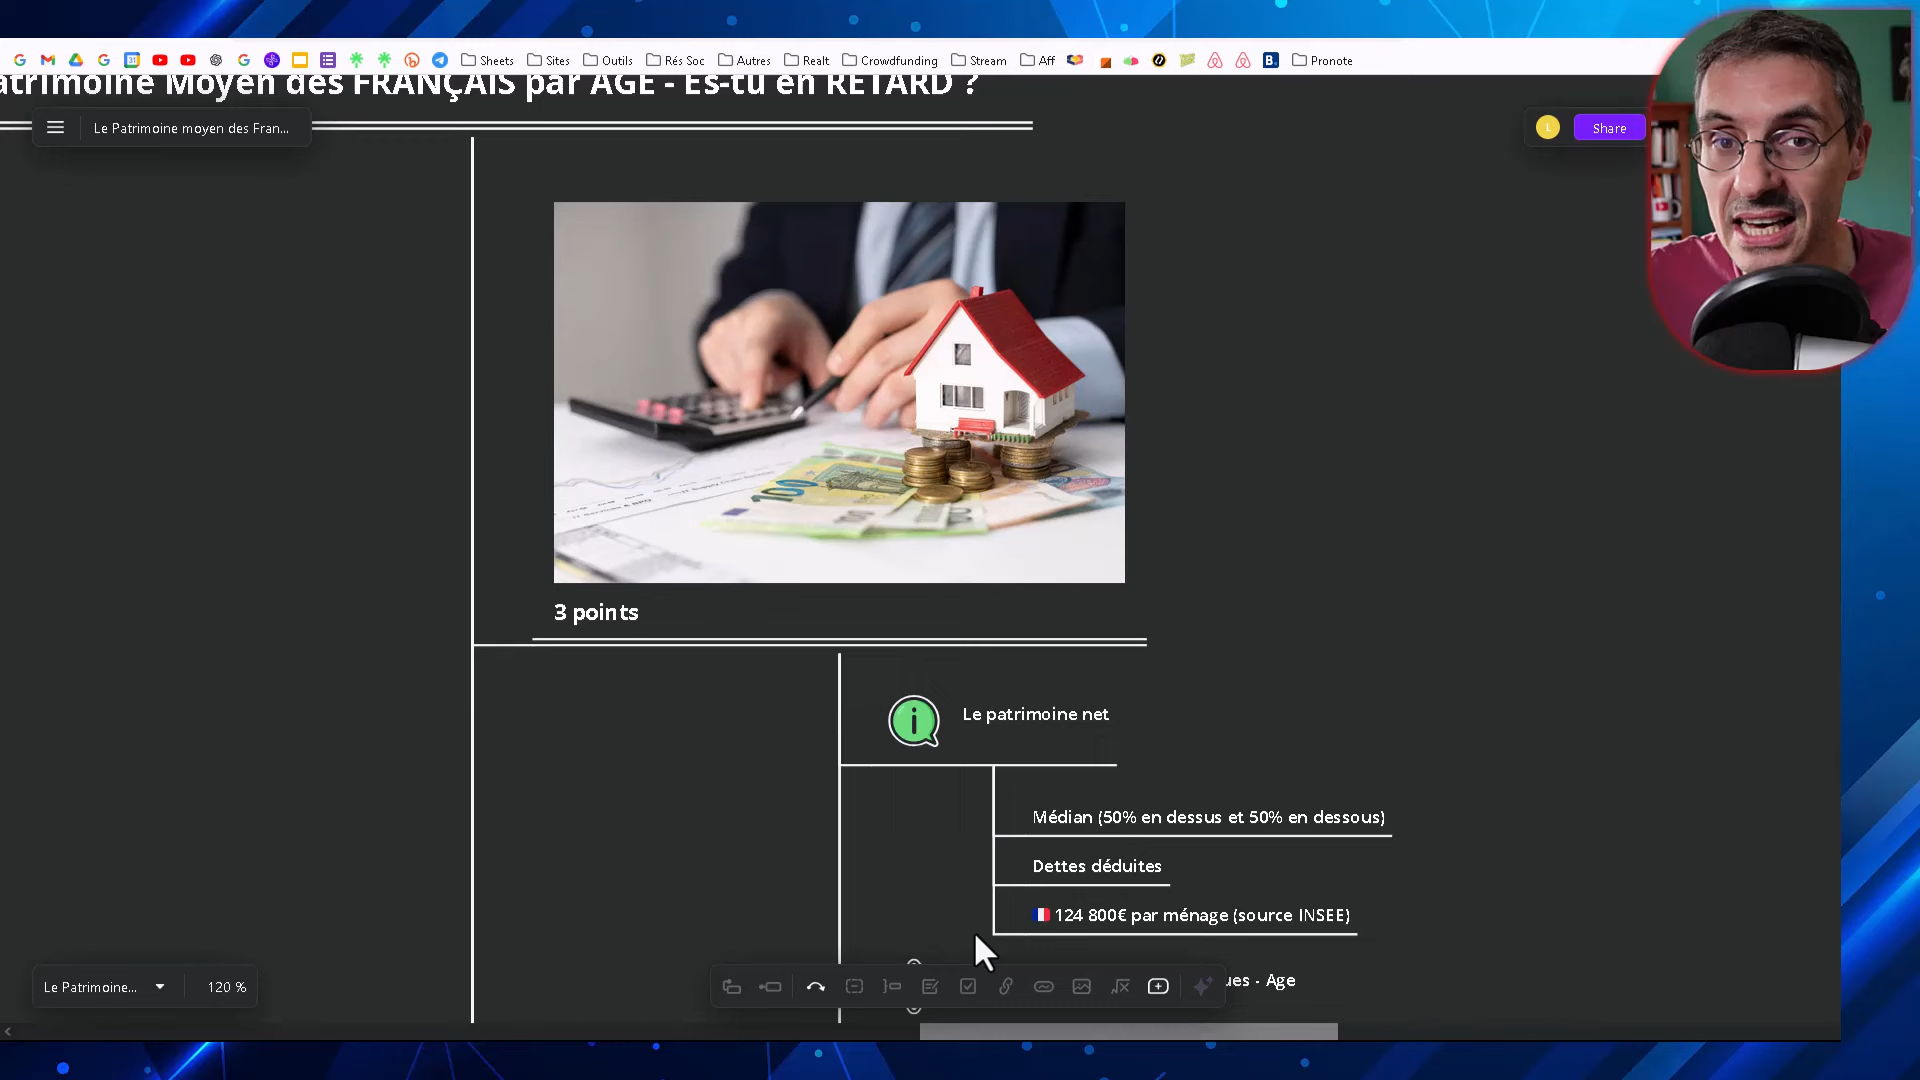 Sheets Sites Outils Rés Soc Autres Realt Crowdfunding Stream Aff B. Pronote
atrimoine Moyen des FRANÇAIS par AGE - Es-tu en RETARD ?
Le Patrimoine moyen des Fran...
L
Share
100
3 points
i
Le patrimoine net
Médian (50% en dessus et 50% en dessous)
Dettes déduites
124 800€ par ménage (source INSEE)
ues - Age
Le Patrimoine...
120 %